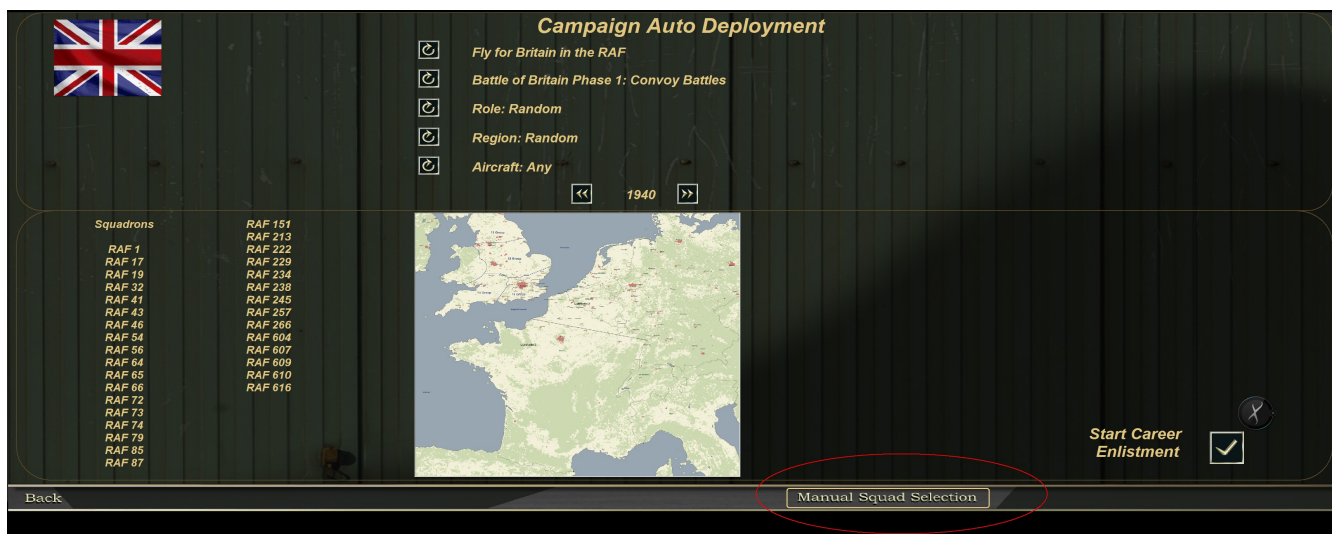 Campaign Auto Deployment
Fly for Britain in the RAF
Battle of Britain Phase 1: Convoy Battles
Role: Random
Region: Random
Aircraft: Any
1940
Squadrons
RAF 1
RAF 17
RAF 19
RAF 32
RAF 41
RAF 43
RAF 46
RAF 54
RAF 56
RAF 64
RAF 65
RAF 66
RAF 72
RAF 73
RAF 74
RAF 79
RAF 85
RAF 87
RAF 151
RAF 213
RAF 222
RAF 229
RAF 234
RAF 238
RAF 245
RAF 257
RAF 266
RAF 604
RAF 607
RAF 609
RAF 610
RAF 616
Start Career
Enlistment
Back
Manual Squad Selection